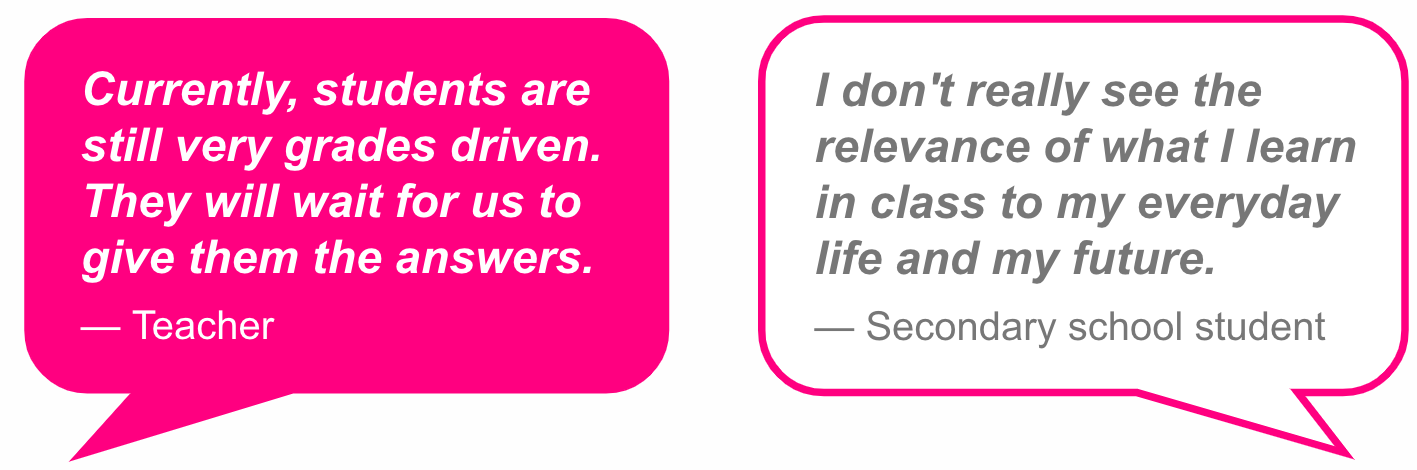 Currently, students are
still very grades driven.
They will wait for us to
give them the answers.
— Teacher
I don't really see the
relevance of what I learn
in class to my everyday
life and my future.
— Secondary school student